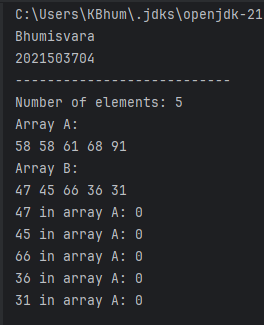 C:\Users\KBhum\.jdks\openjdk-21
Bhumisvara
2021503704
---------------------------
Number of elements: 5
Array A:
58 58 61 68 91
Array B:
47 45 66 36 31
47 in array A: 0
45 in array A: 0
66 in array A: 0
36 in array A: 0
31 in array A: 0